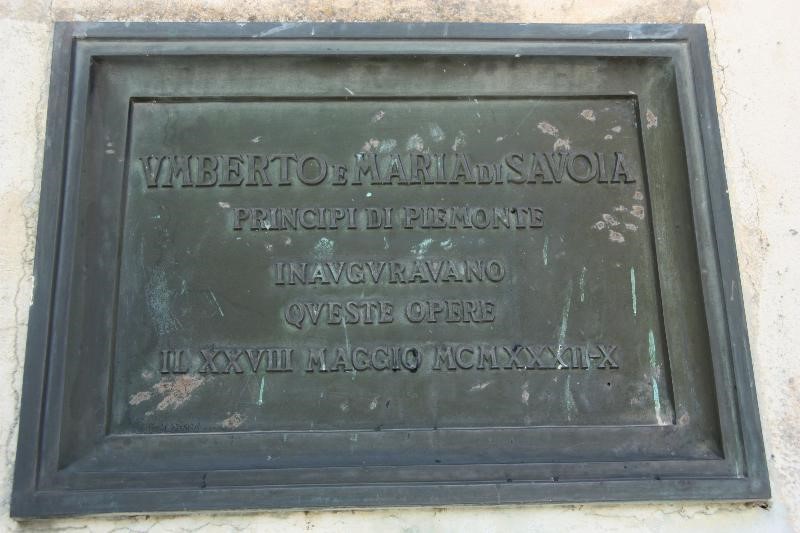 VMBERTO E MARIA DI SAVOIA
PRINCIPI DI PIEMONTE
INAVGVRAVANO
QVESTE OPERE
IL XXVIII MAGGIO MCMXXXII-X